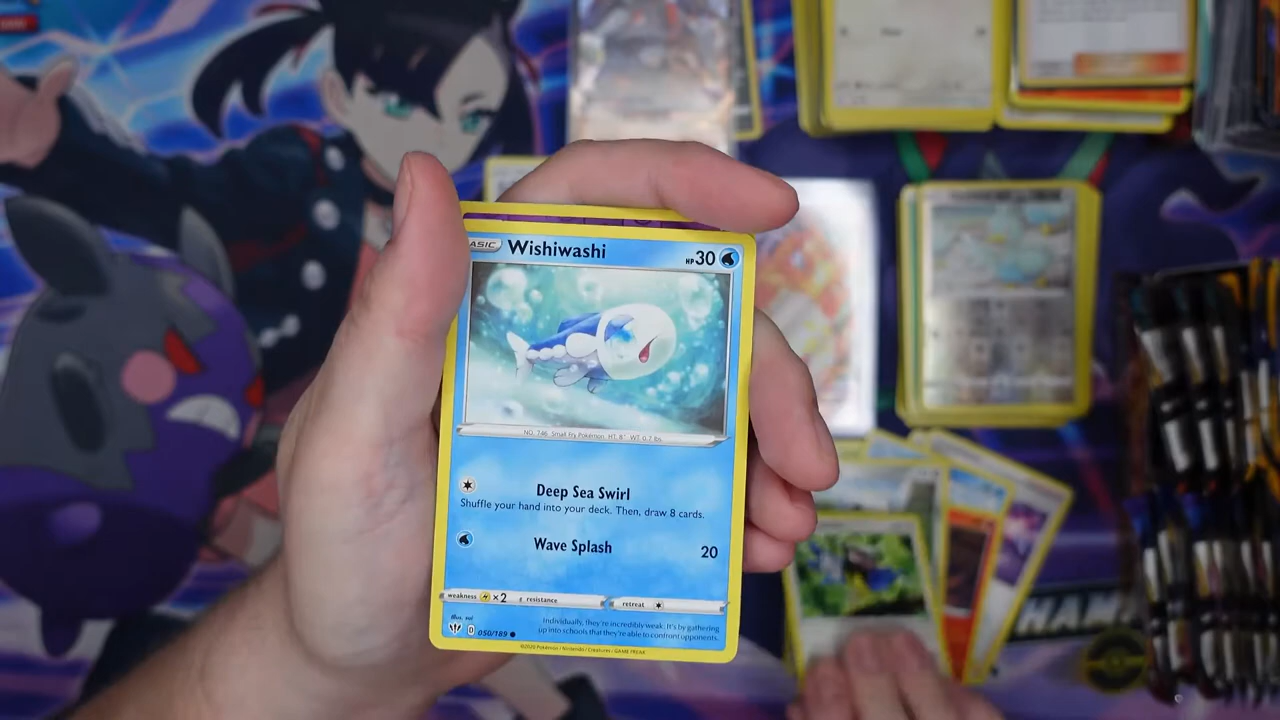 ASIC Wishiwashi HP 30
NO. 746 Small Fry Pokémon HT: 8" WT: 0.7 lbs.
Deep Sea Swirl
Shuffle your hand into your deck. Then, draw 8 cards.
Wave Splash 20
weakness ×2 resistance retreat
Illus. sui
Individually, they're incredibly weak. It's by gathering
D 050/189 up into schools that they're able to confront opponents.
©2020 Pokémon / Nintendo / Creatures / GAME FREAK